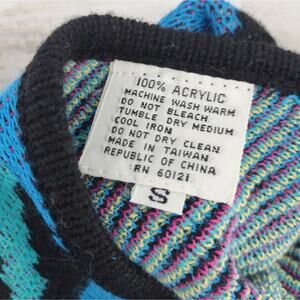 100% ACRYLIC
MACHINE WASH WARM
DO NOT BLEACH
TUMBLE DRY MEDIUM
COOL IRON
DO NOT DRY CLEAN
MADE IN TAIWAN
REPUBLIC OF CHINA
RN 60121
S